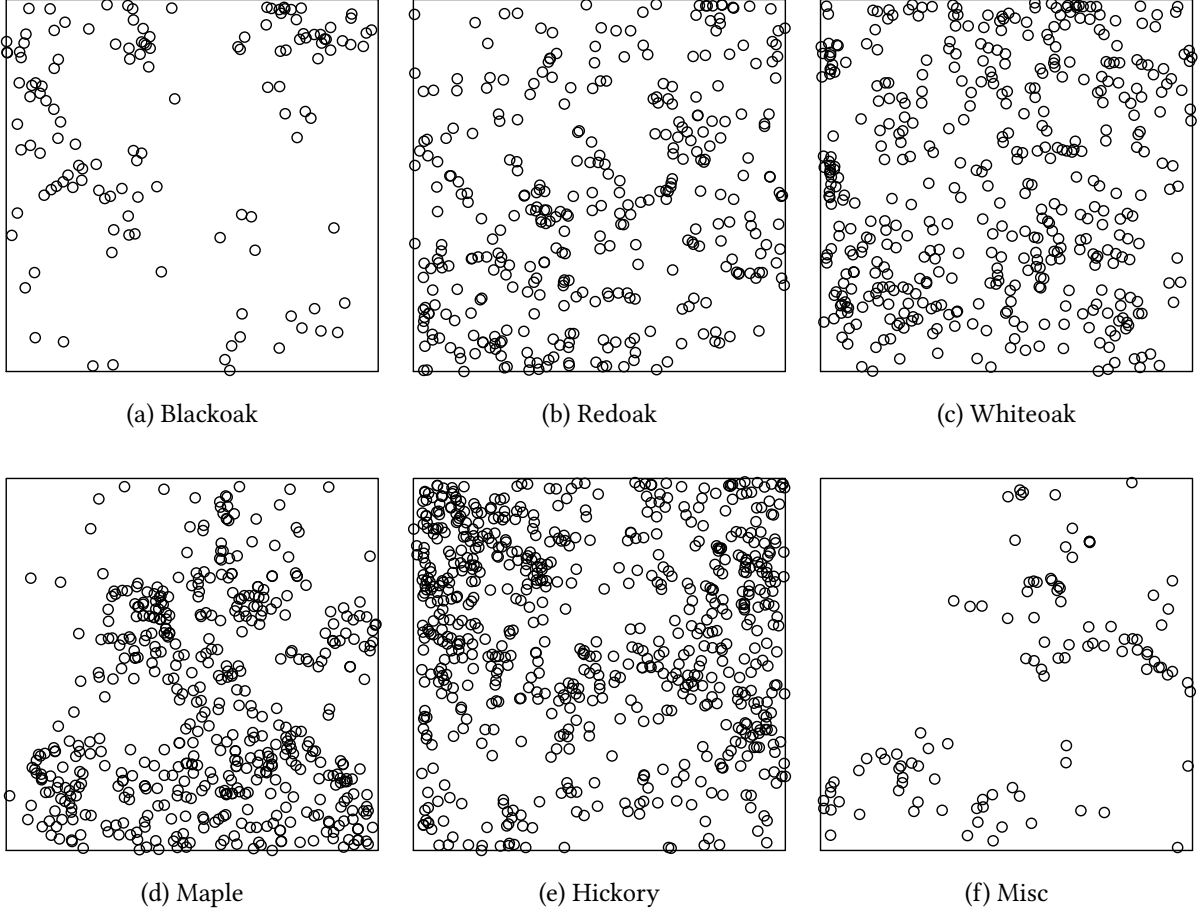 (a) Blackoak
(b) Redoak
(c) Whiteoak
(d) Maple
(e) Hickory
(f) Misc